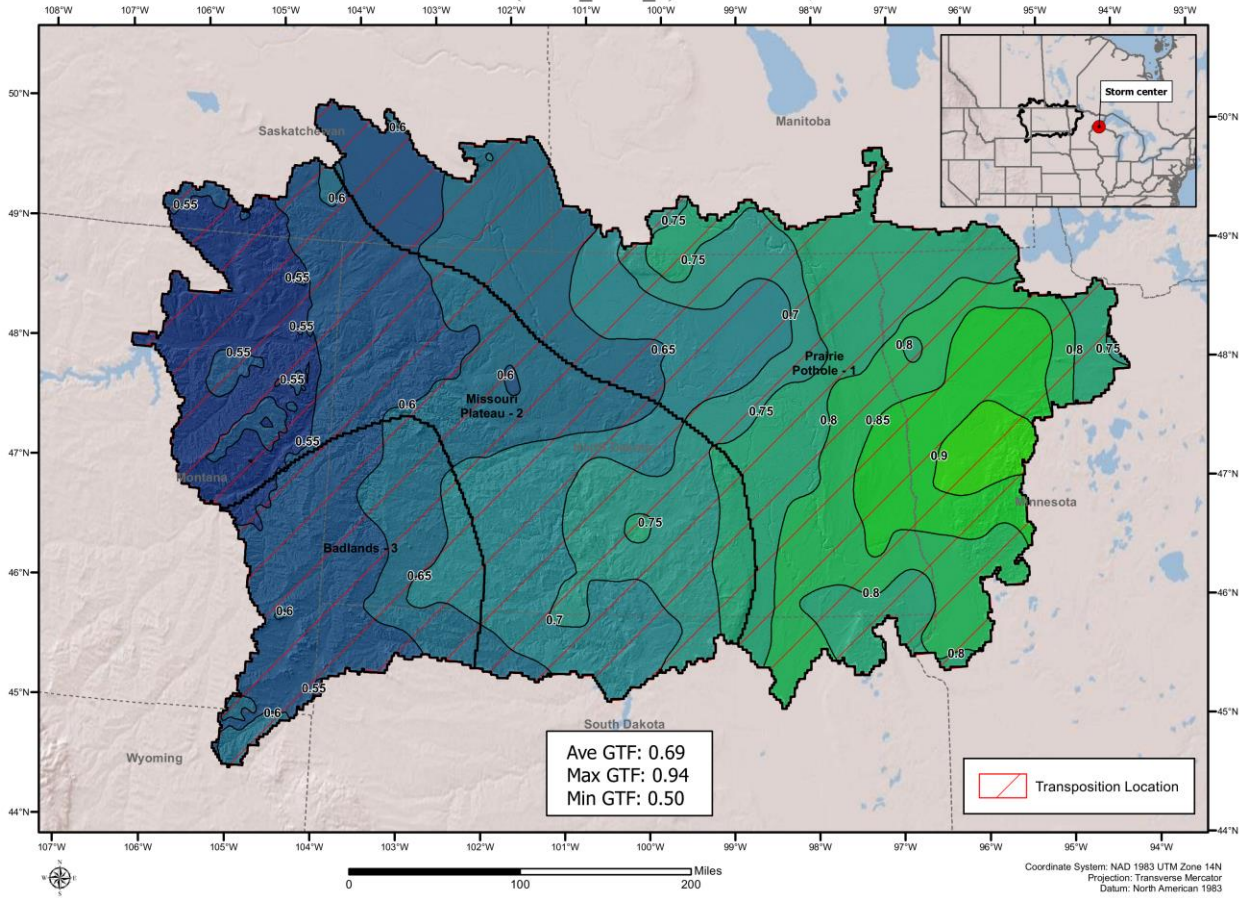 108°W 107°W 106°W 105°W 104°W 103°W 102°W 101°W 100°W 99°W 98°W 97°W 96°W 95°W 94°W 93°W
50°N
49°N
48°N
47°N
46°N
45°N
44°N
50°N
49°N
48°N
47°N
46°N
45°N
44°N
Storm center
Saskatchewan
Manitoba
Montana
Minnesota
South Dakota
Wyoming
Prairie
Pothole - 1
Missouri
Plateau - 2
Badlands - 3
0.6
0.55
0.6
0.75
0.75
0.55
0.55
0.7
0.65
0.8
0.8
0.75
0.55
0.55
0.6
0.6
0.75
0.8
0.85
0.55
0.9
0.75
0.65
0.8
0.6
0.7
0.8
0.55
0.6
Ave GTF: 0.69
Max GTF: 0.94
Min GTF: 0.50
Transposition Location
107°W 106°W 105°W 104°W 103°W 102°W 101°W 100°W 99°W 98°W 97°W 96°W 95°W 94°W
N
W E
S
0 100 200 Miles
Coordinate System: NAD 1983 UTM Zone 14N
Projection: Transverse Mercator
Datum: North American 1983